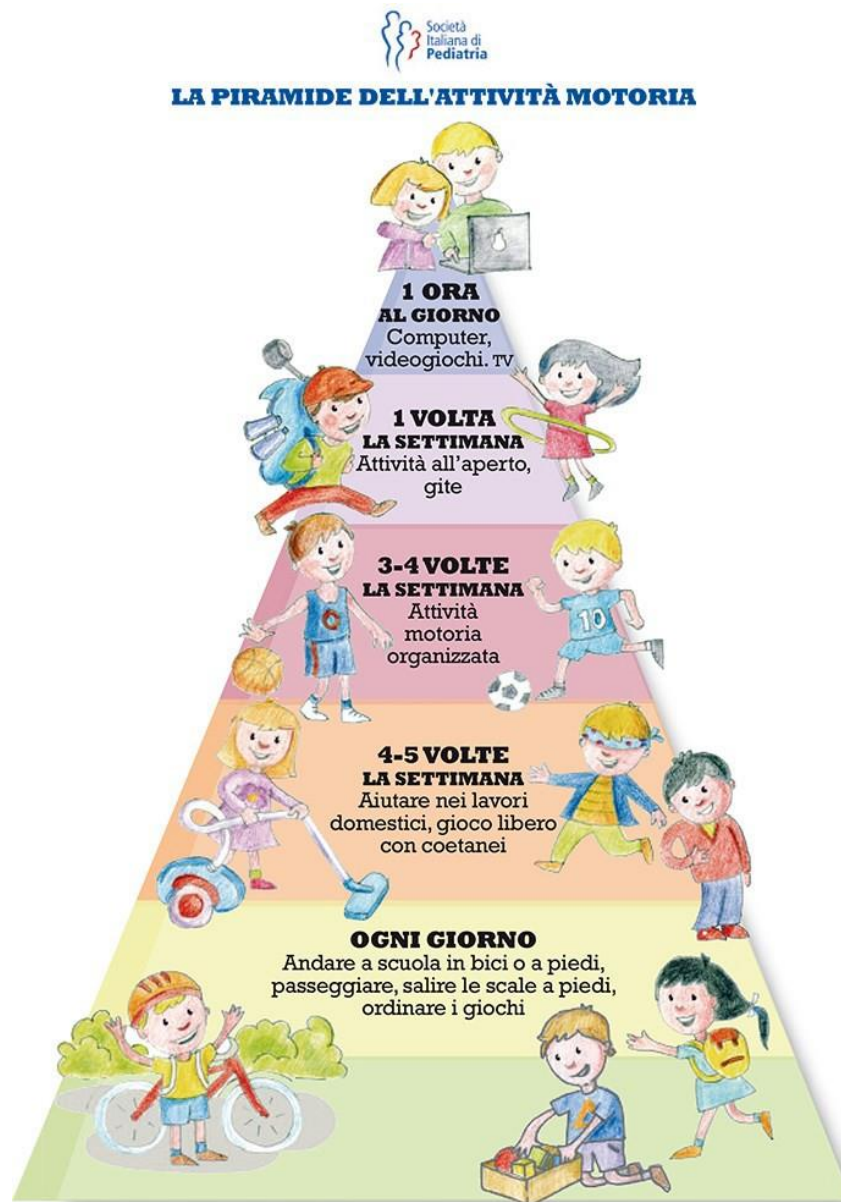 Società
Italiana di
Pediatria
LA PIRAMIDE DELL'ATTIVITÀ MOTORIA
1 ORA
AL GIORNO
Computer,
videogiochi. TV
1 VOLTA
LA SETTIMANA
Attività all'aperto,
gite
3-4 VOLTE
LA SETTIMANA
Attività
motoria
organizzata
10
4-5 VOLTE
LA SETTIMANA
Aiutare nei lavori
domestici, gioco libero
con coetanei
OGNI GIORNO
Andare a scuola in bici o a piedi,
passeggiare, salire le scale a piedi,
ordinare i giochi